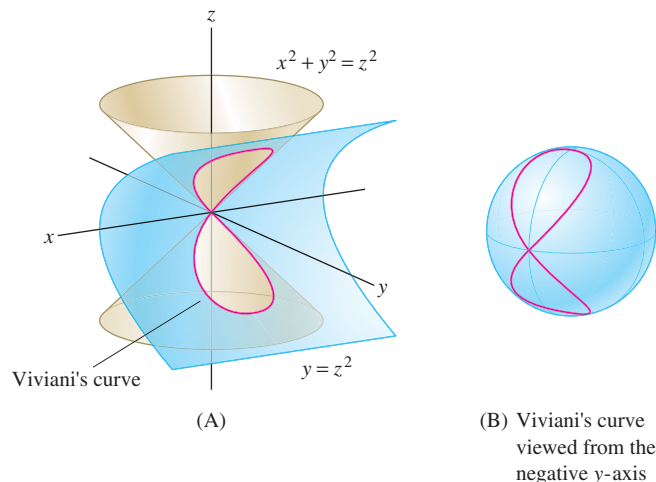 z
x² + y² = z²
x
y
Viviani's curve
y = z²
(A)
(B) Viviani's curve
viewed from the
negative y-axis